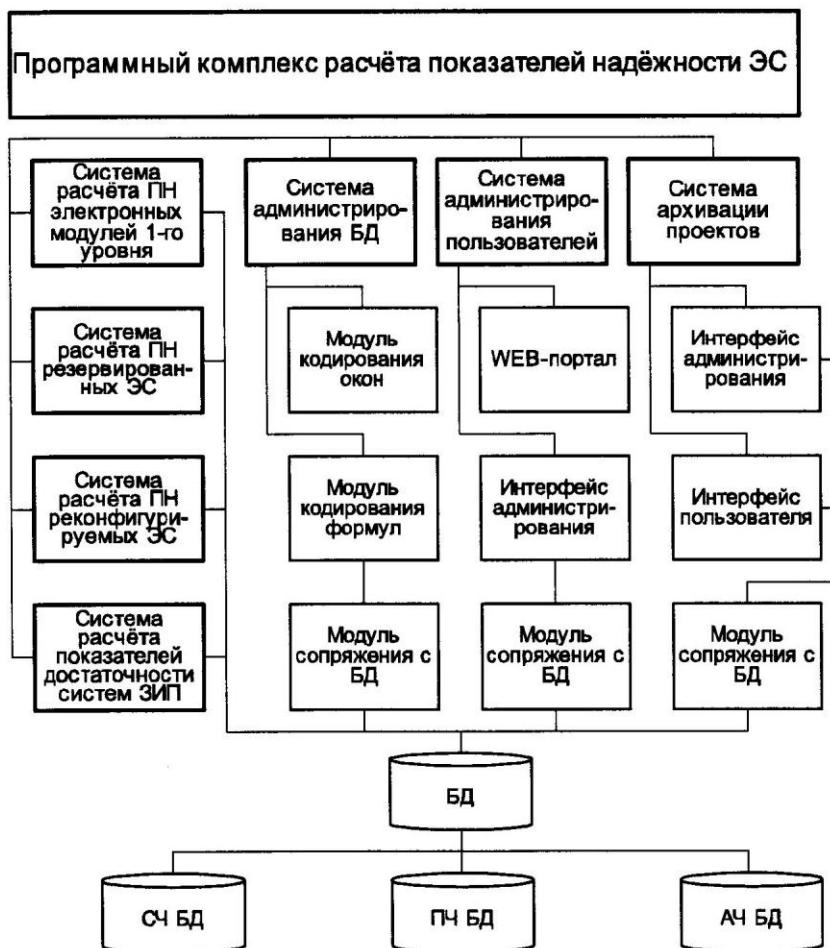 Программный комплекс расчёта показателей надёжности ЭС
Система
расчёта ПН
электронных
модулей 1-го
уровня
Система
администриро-
вания БД
Система
администриро-
вания
пользователей
Система
архивации
проектов
Система
расчёта ПН
резервирован-
ных ЭС
Модуль
кодирования
окон
WEB-портал
Интерфейс
администри-
рования
Система
расчёта ПН
реконфигури-
руемых ЭС
Модуль
кодирования
формул
Интерфейс
администри-
рования
Интерфейс
пользователя
Система
расчёта
показателей
достаточности
систем ЗИП
Модуль
сопряжения с
БД
Модуль
сопряжения с
БД
Модуль
сопряжения с
БД
БД
СЧ БД
ПЧ БД
АЧ БД